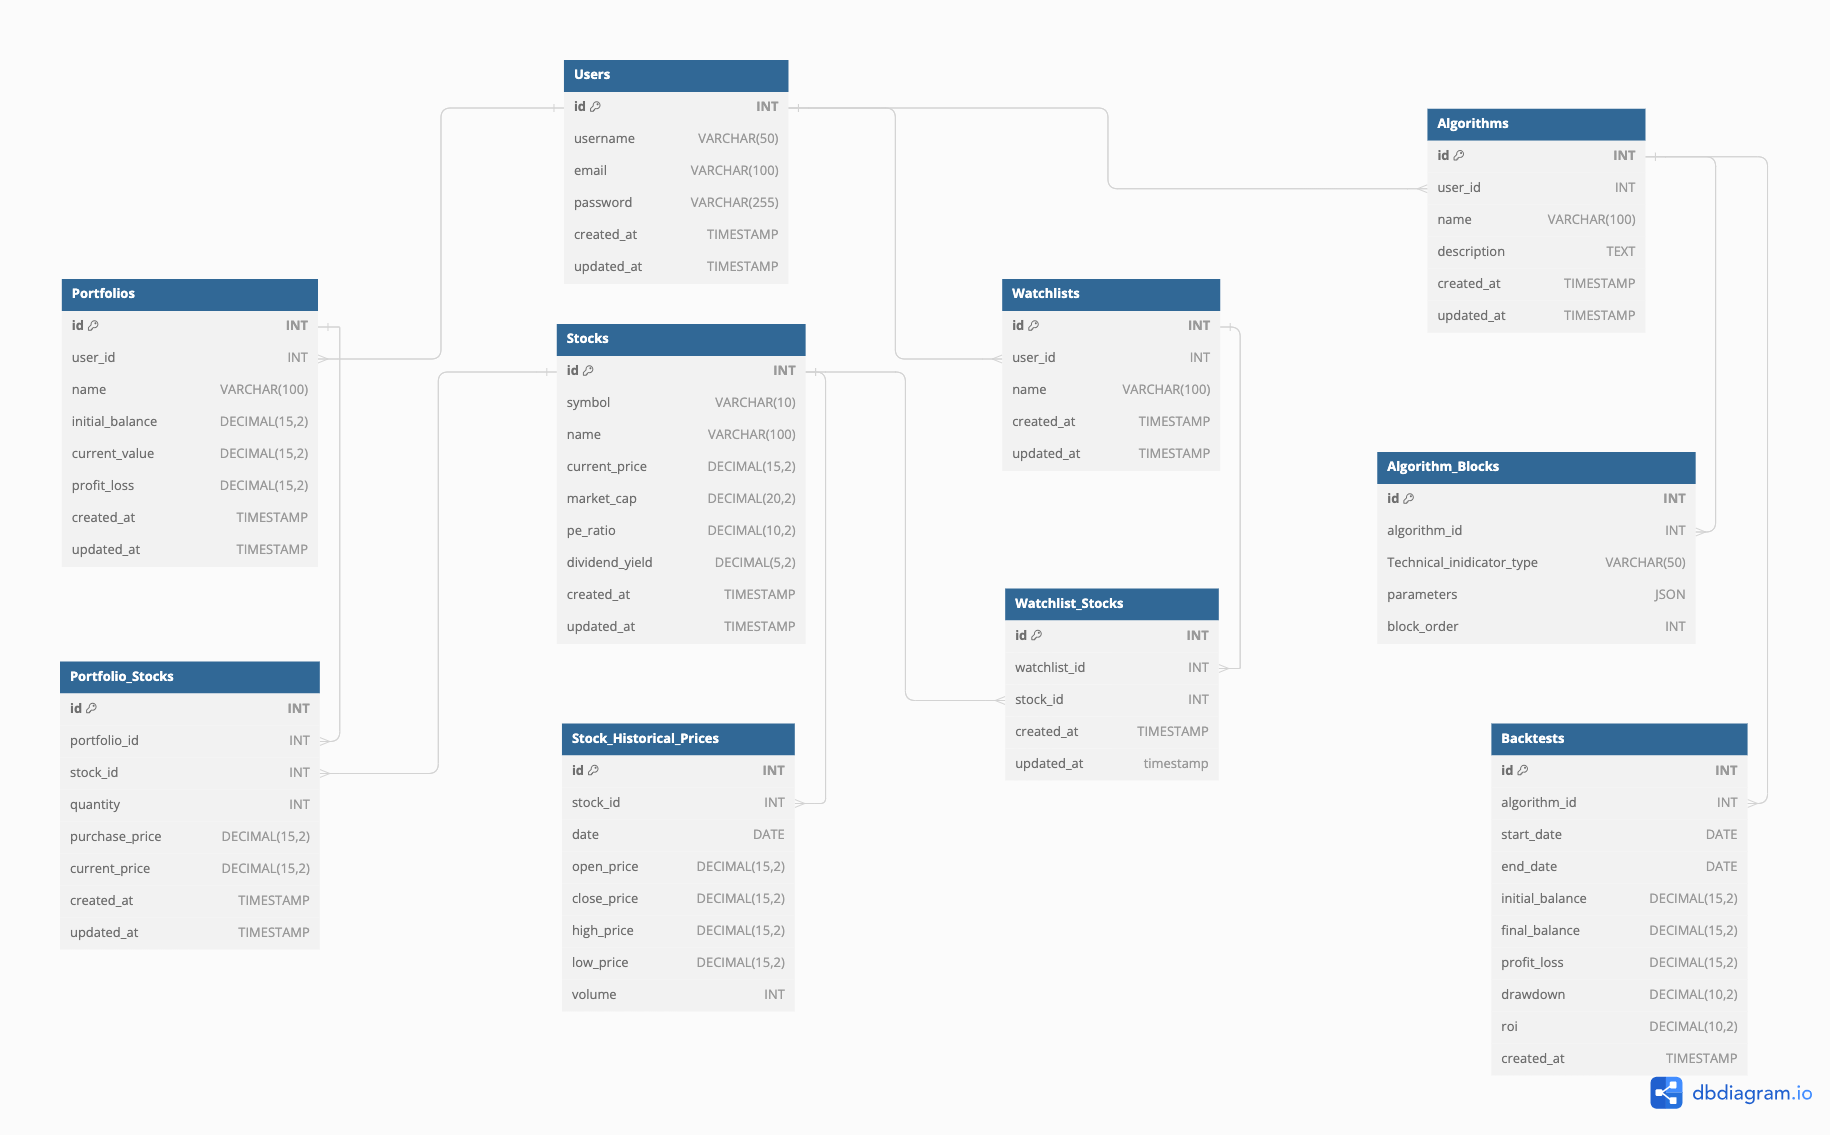 Users
id INT
username VARCHAR(50)
email VARCHAR(100)
password VARCHAR(255)
created_at TIMESTAMP
updated_at TIMESTAMP
Algorithms
id INT
user_id INT
name VARCHAR(100)
description TEXT
created_at TIMESTAMP
updated_at TIMESTAMP
Portfolios
id INT
user_id INT
name VARCHAR(100)
initial_balance DECIMAL(15,2)
current_value DECIMAL(15,2)
profit_loss DECIMAL(15,2)
created_at TIMESTAMP
updated_at TIMESTAMP
Stocks
id INT
symbol VARCHAR(10)
name VARCHAR(100)
current_price DECIMAL(15,2)
market_cap DECIMAL(20,2)
pe_ratio DECIMAL(10,2)
dividend_yield DECIMAL(5,2)
created_at TIMESTAMP
updated_at TIMESTAMP
Watchlists
id INT
user_id INT
name VARCHAR(100)
created_at TIMESTAMP
updated_at TIMESTAMP
Algorithm_Blocks
id INT
algorithm_id INT
Technical_inidicator_type VARCHAR(50)
parameters JSON
block_order INT
Portfolio_Stocks
id INT
portfolio_id INT
stock_id INT
quantity INT
purchase_price DECIMAL(15,2)
current_price DECIMAL(15,2)
created_at TIMESTAMP
updated_at TIMESTAMP
Stock_Historical_Prices
id INT
stock_id INT
date DATE
open_price DECIMAL(15,2)
close_price DECIMAL(15,2)
high_price DECIMAL(15,2)
low_price DECIMAL(15,2)
volume INT
Watchlist_Stocks
id INT
watchlist_id INT
stock_id INT
created_at TIMESTAMP
updated_at timestamp
Backtests
id INT
algorithm_id INT
start_date DATE
end_date DATE
initial_balance DECIMAL(15,2)
final_balance DECIMAL(15,2)
profit_loss DECIMAL(15,2)
drawdown DECIMAL(10,2)
roi DECIMAL(10,2)
created_at TIMESTAMP
dbdiagram.io